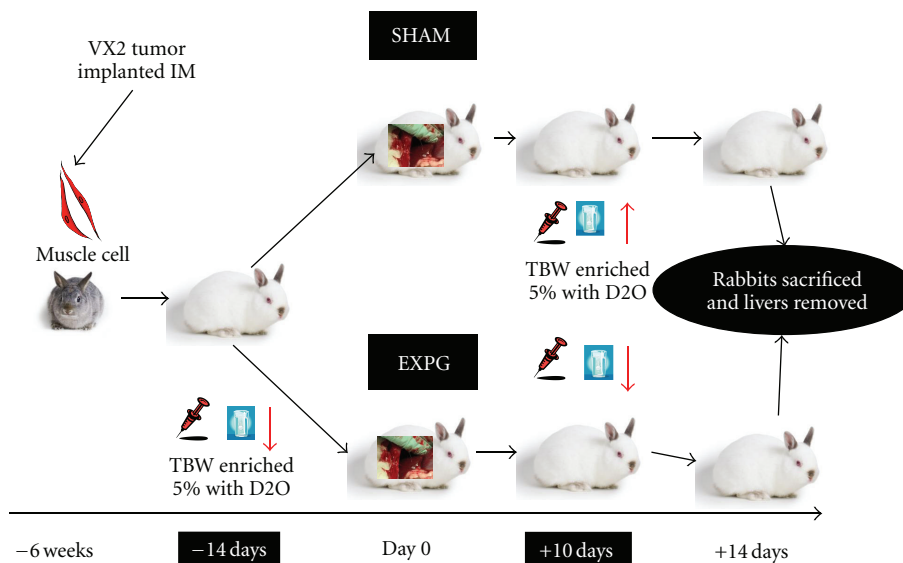 SHAM
VX2 tumor
implanted IM
Muscle cell
TBW enriched
5% with D2O
Rabbits sacrificed
and livers removed
EXPG
TBW enriched
5% with D2O
−6 weeks
−14 days
Day 0
+10 days
+14 days